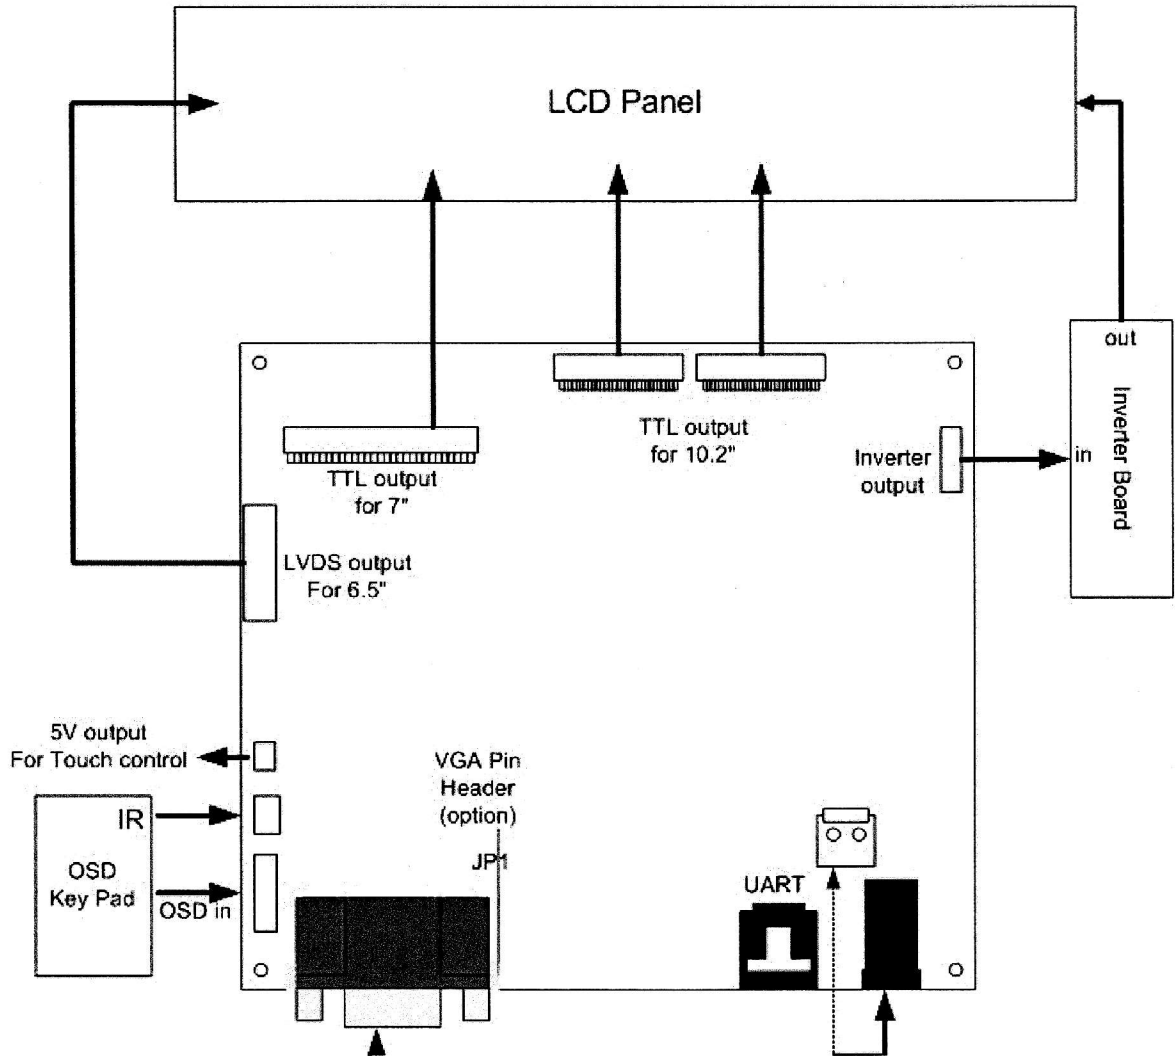 LCD Panel
out
Inverter Board
in
TTL output
for 10.2"
Inverter
output
TTL output
for 7"
LVDS output
For 6.5"
5V output
For Touch control
VGA Pin
Header
(option)
JP1
IR
OSD
Key Pad
OSD in
UART